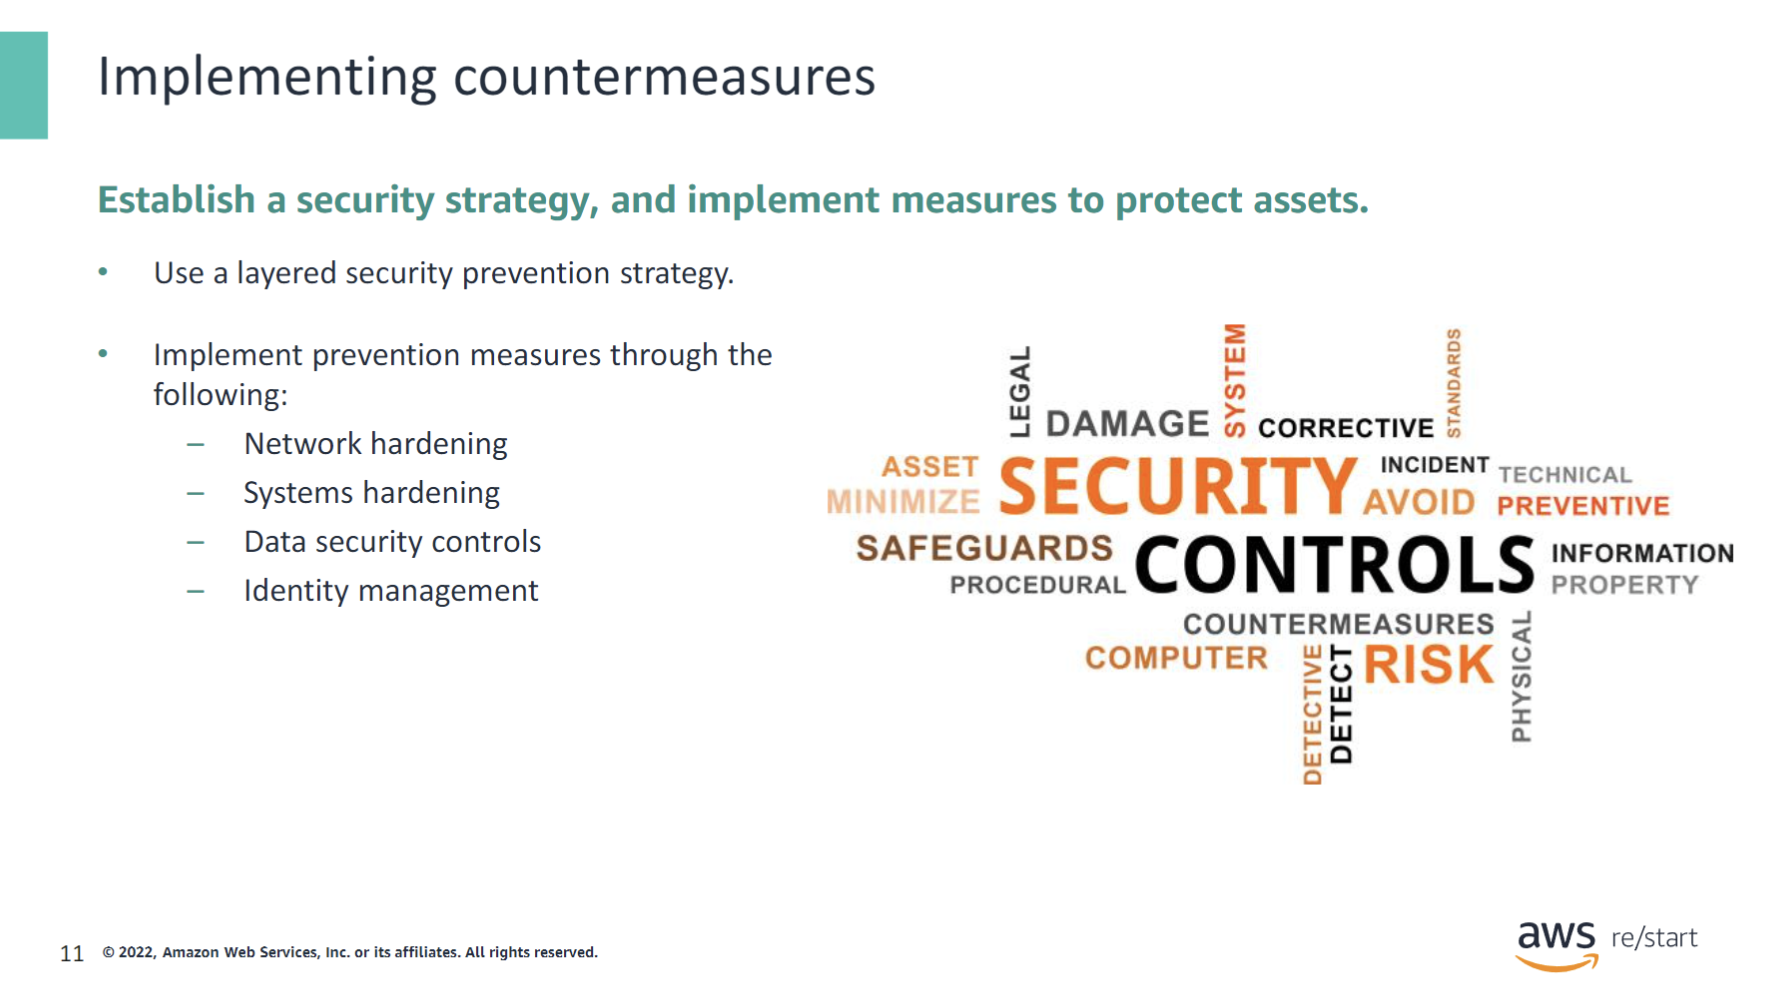 Implementing countermeasures
Establish a security strategy, and implement measures to protect assets.
• Use a layered security prevention strategy.
• Implement prevention measures through the
following:
– Network hardening
– Systems hardening
– Data security controls
– Identity management
LEGAL
DAMAGE
SYSTEM
CORRECTIVE
STANDARDS
ASSET
MINIMIZE
SECURITY
INCIDENT
AVOID
TECHNICAL
PREVENTIVE
SAFEGUARDS
PROCEDURAL
CONTROLS
INFORMATION
PROPERTY
COUNTERMEASURES
COMPUTER
DETECTIVE
DETECT
RISK
PHYSICAL
11 © 2022, Amazon Web Services, Inc. or its affiliates. All rights reserved.
aws re/start